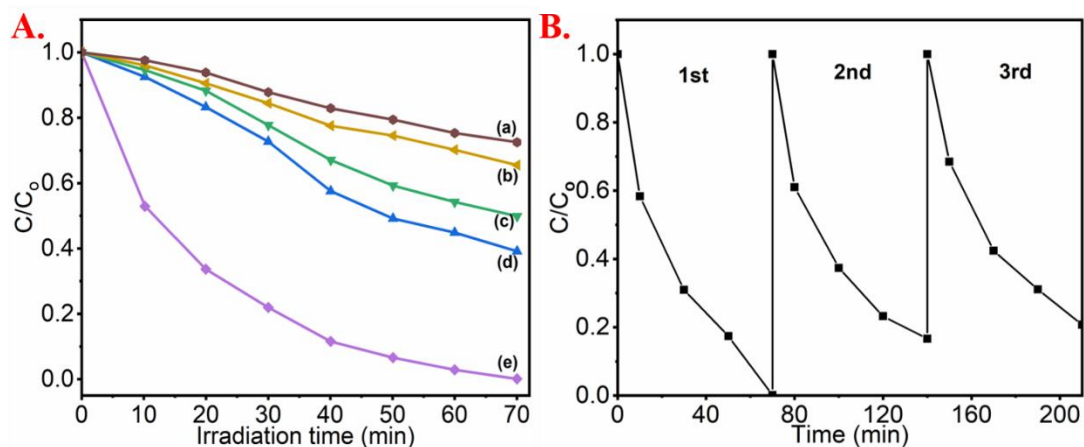 A.
C/Co
1.0
0.8
0.6
0.4
0.2
0.0
(a)
(b)
(c)
(d)
(e)
0 10 20 30 40 50 60 70
Irradiation time (min)
B.
C/Co
1.0
0.8
0.6
0.4
0.2
0.0
1st 2nd 3rd
0 40 80 120 160 200
Time (min)